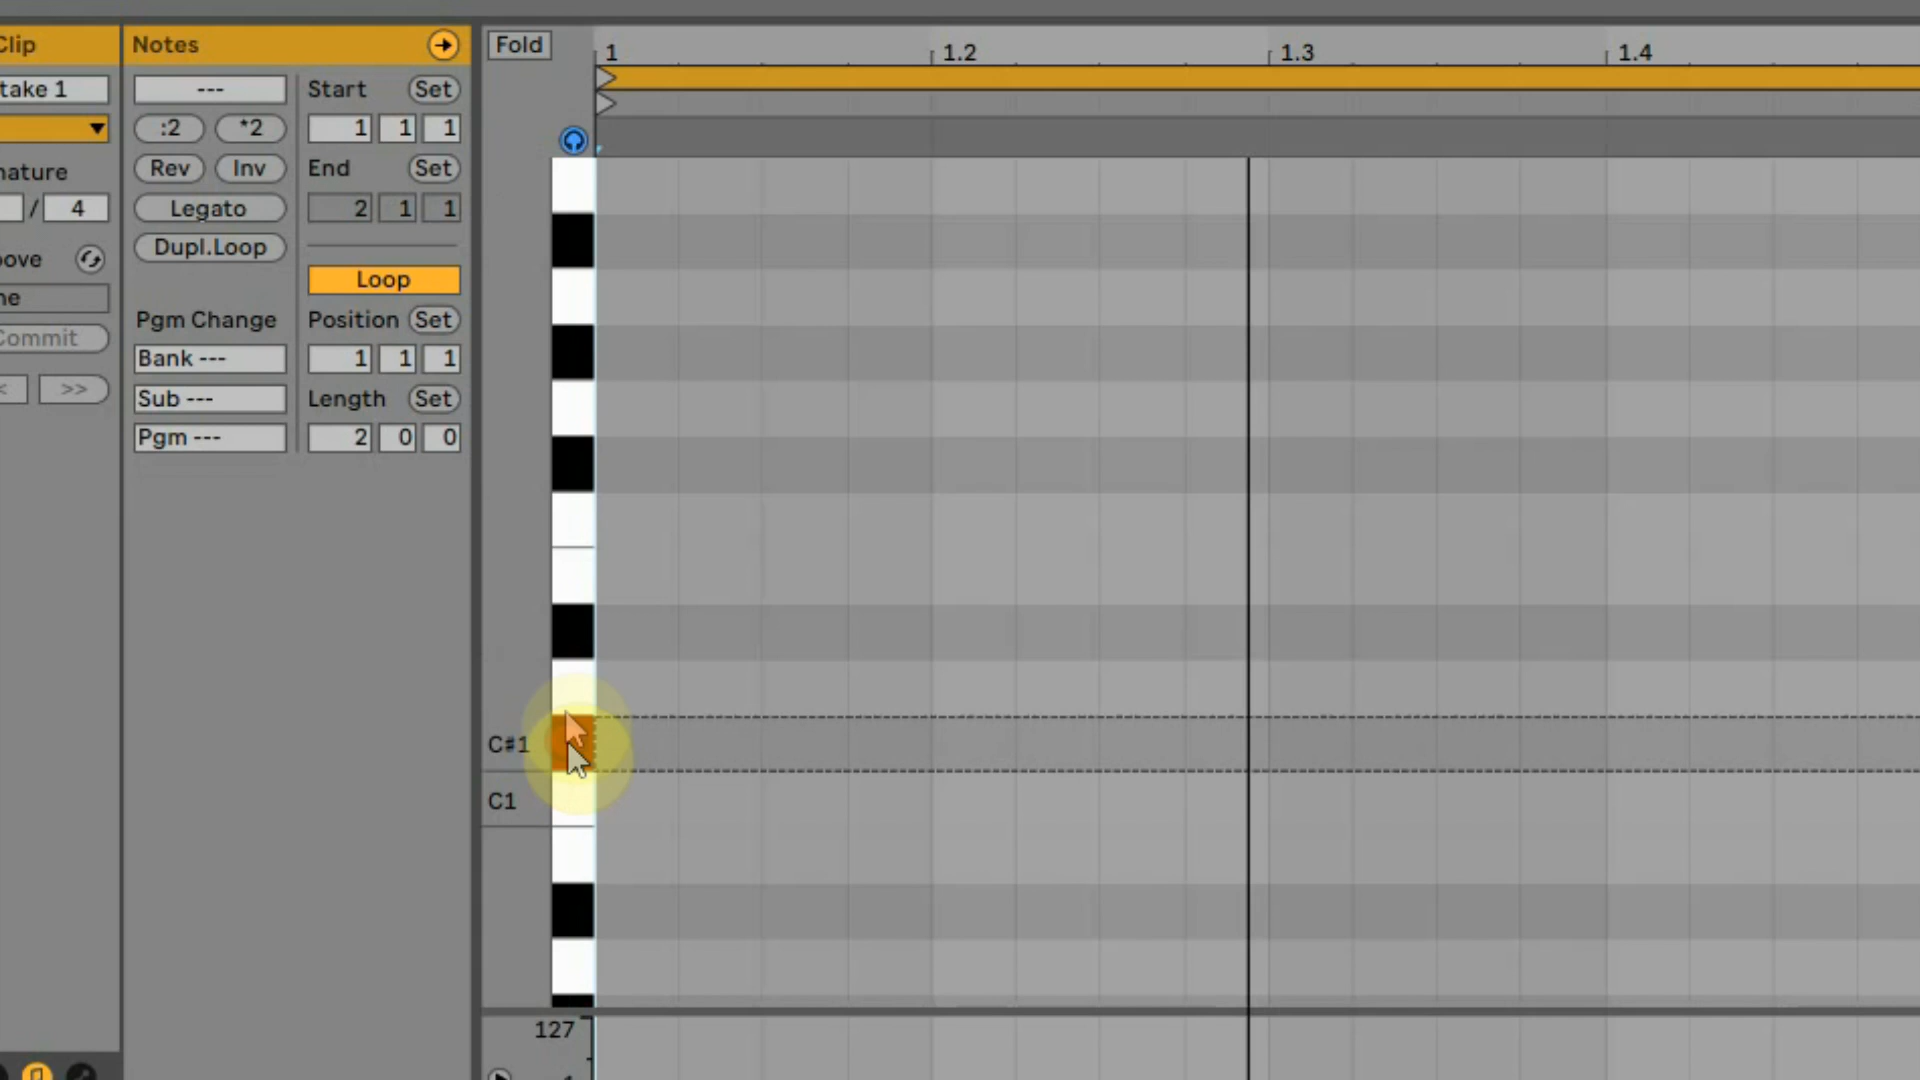 Clip
Notes
take 1
---
Start
Set
:2
*2
1 1 1
nature
Rev
Inv
End
Set
/ 4
Legato
2 1 1
Dupl.Loop
Loop
Pgm Change
Position
Set
Commit
Bank ---
1 1 1
>>
Sub ---
Length
Set
Pgm ---
2 0 0
Fold
1
1.2
1.3
1.4
C#1
C1
127